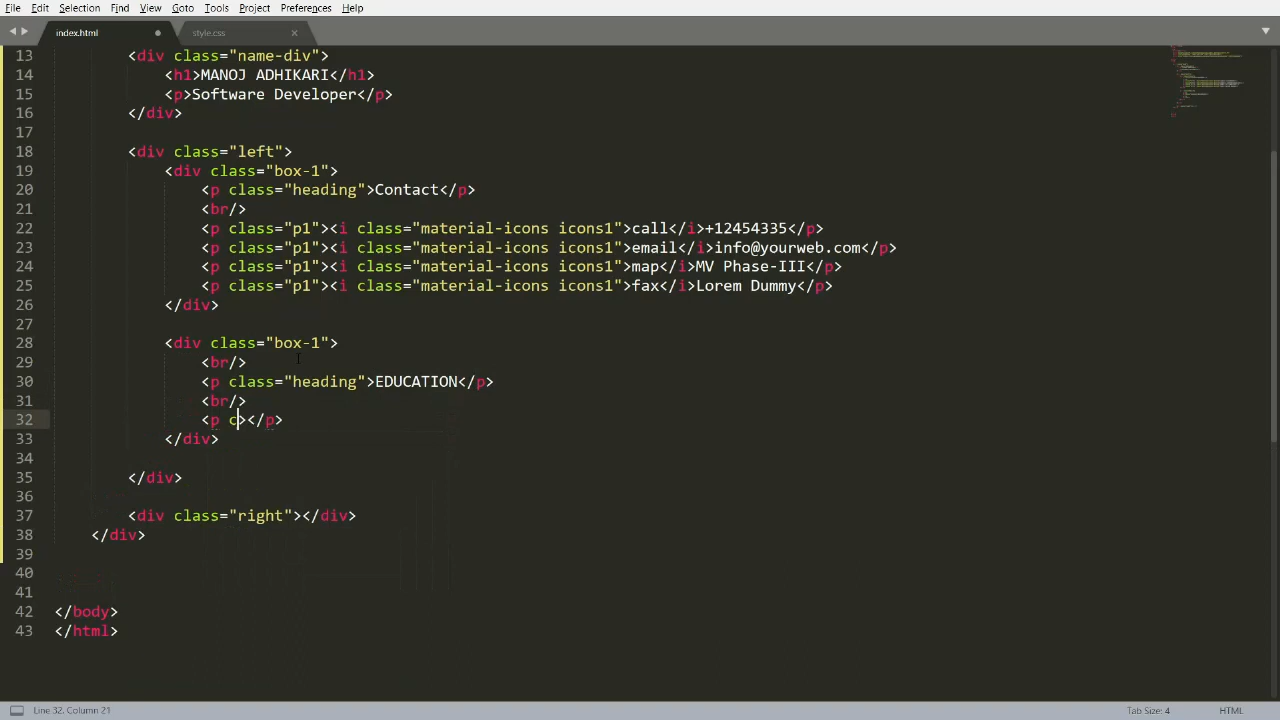 File Edit Selection Find View Goto Tools Project Preferences Help
index.html style.css
13 <div class="name-div">
14 <h1>MANOJ ADHIKARI</h1>
15 <p>Software Developer</p>
16 </div>
17
18 <div class="left">
19 <div class="box-1">
20 <p class="heading">Contact</p>
21 <br/>
22 <p class="p1"><i class="material-icons icons1">call</i>+12454335</p>
23 <p class="p1"><i class="material-icons icons1">email</i>info@yourweb.com</p>
24 <p class="p1"><i class="material-icons icons1">map</i>MV Phase-III</p>
25 <p class="p1"><i class="material-icons icons1">fax</i>Lorem Dummy</p>
26 </div>
27
28 <div class="box-1">
29 <br/>
30 <p class="heading">EDUCATION</p>
31 <br/>
32 <p c></p>
33 </div>
34
35 </div>
36
37 <div class="right"></div>
38 </div>
39
40
41
42 </body>
43 </html>
Line 32, Column 21 Tab Size: 4 HTML